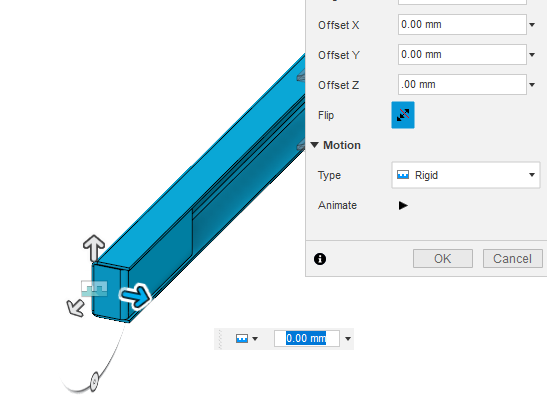 Offset X
0.00 mm
Offset Y
0.00 mm
Offset Z
.00 mm
Flip
Motion
Type
Rigid
Animate
OK
Cancel
0.00 mm